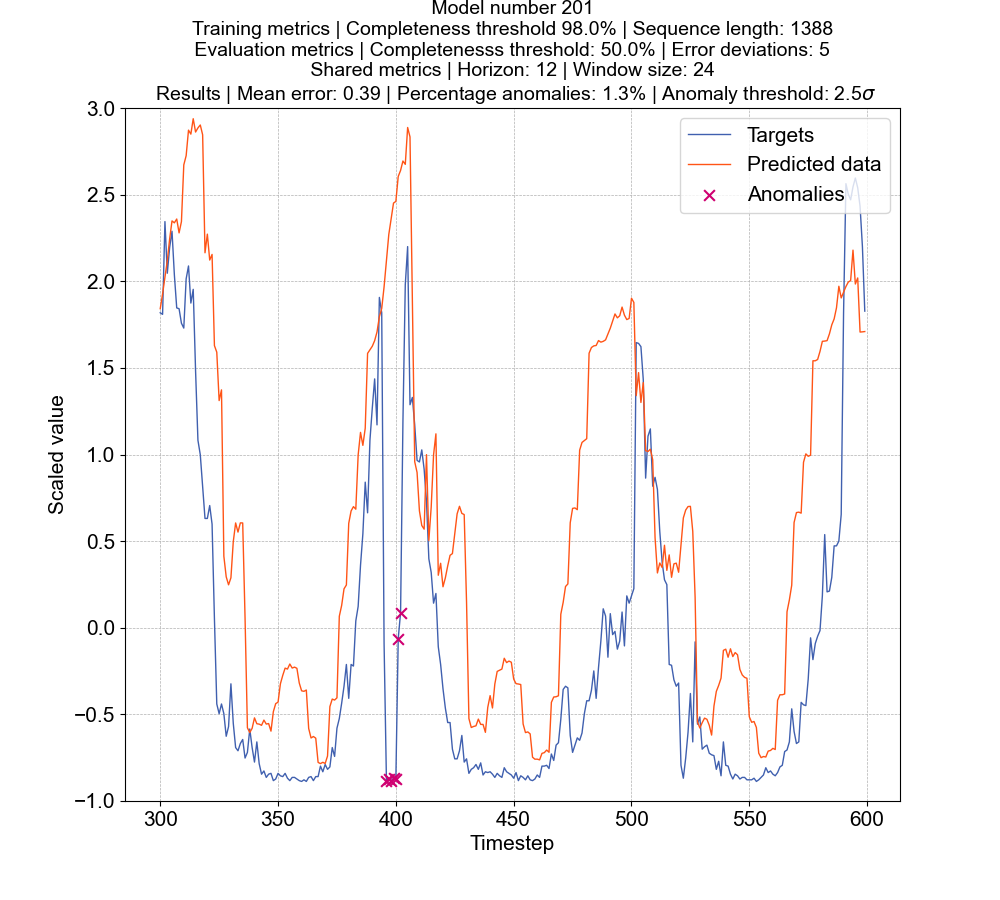 Model number 201
Training metrics | Completeness threshold 98.0% | Sequence length: 1388
Evaluation metrics | Completenesss threshold: 50.0% | Error deviations: 5
Shared metrics | Horizon: 12 | Window size: 24
Results | Mean error: 0.39 | Percentage anomalies: 1.3% | Anomaly threshold: 2.5σ
Targets
Predicted data
Anomalies
3.0
2.5
2.0
1.5
1.0
0.5
0.0
−0.5
−1.0
Scaled value
300
350
400
450
500
550
600
Timestep